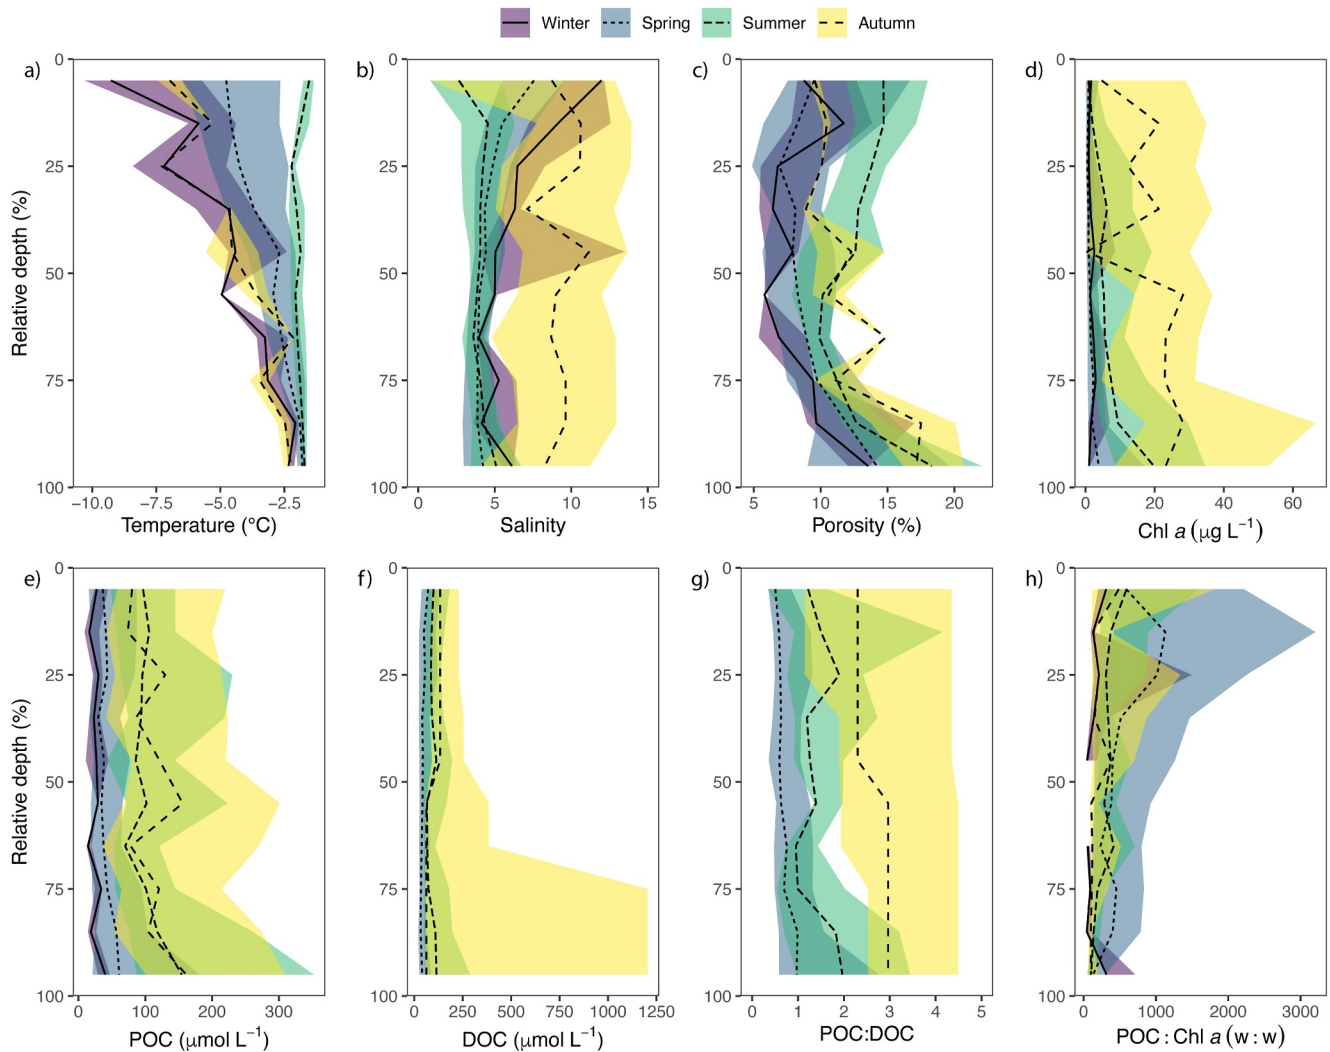 Winter Spring Summer Autumn
a) b) c) d)
0 0 0 0
25 25 25 25
50 50 50 50
75 75 75 75
100 100 100 100
Relative depth (%)
−10.0 −7.5 −5.0 −2.5 0 5 10 15 5 10 15 20 0 20 40 60
Temperature (°C) Salinity Porosity (%) Chl a (μg L−1)
e) f) g) h)
0 0 0 0
25 25 25 25
50 50 50 50
75 75 75 75
100 100 100 100
Relative depth (%)
0 100 200 300 0 250 500 750 1000 1250 0 1 2 3 4 5 0 1000 2000 3000
POC (μmol L−1) DOC (μmol L−1) POC:DOC POC : Chl a (w : w)